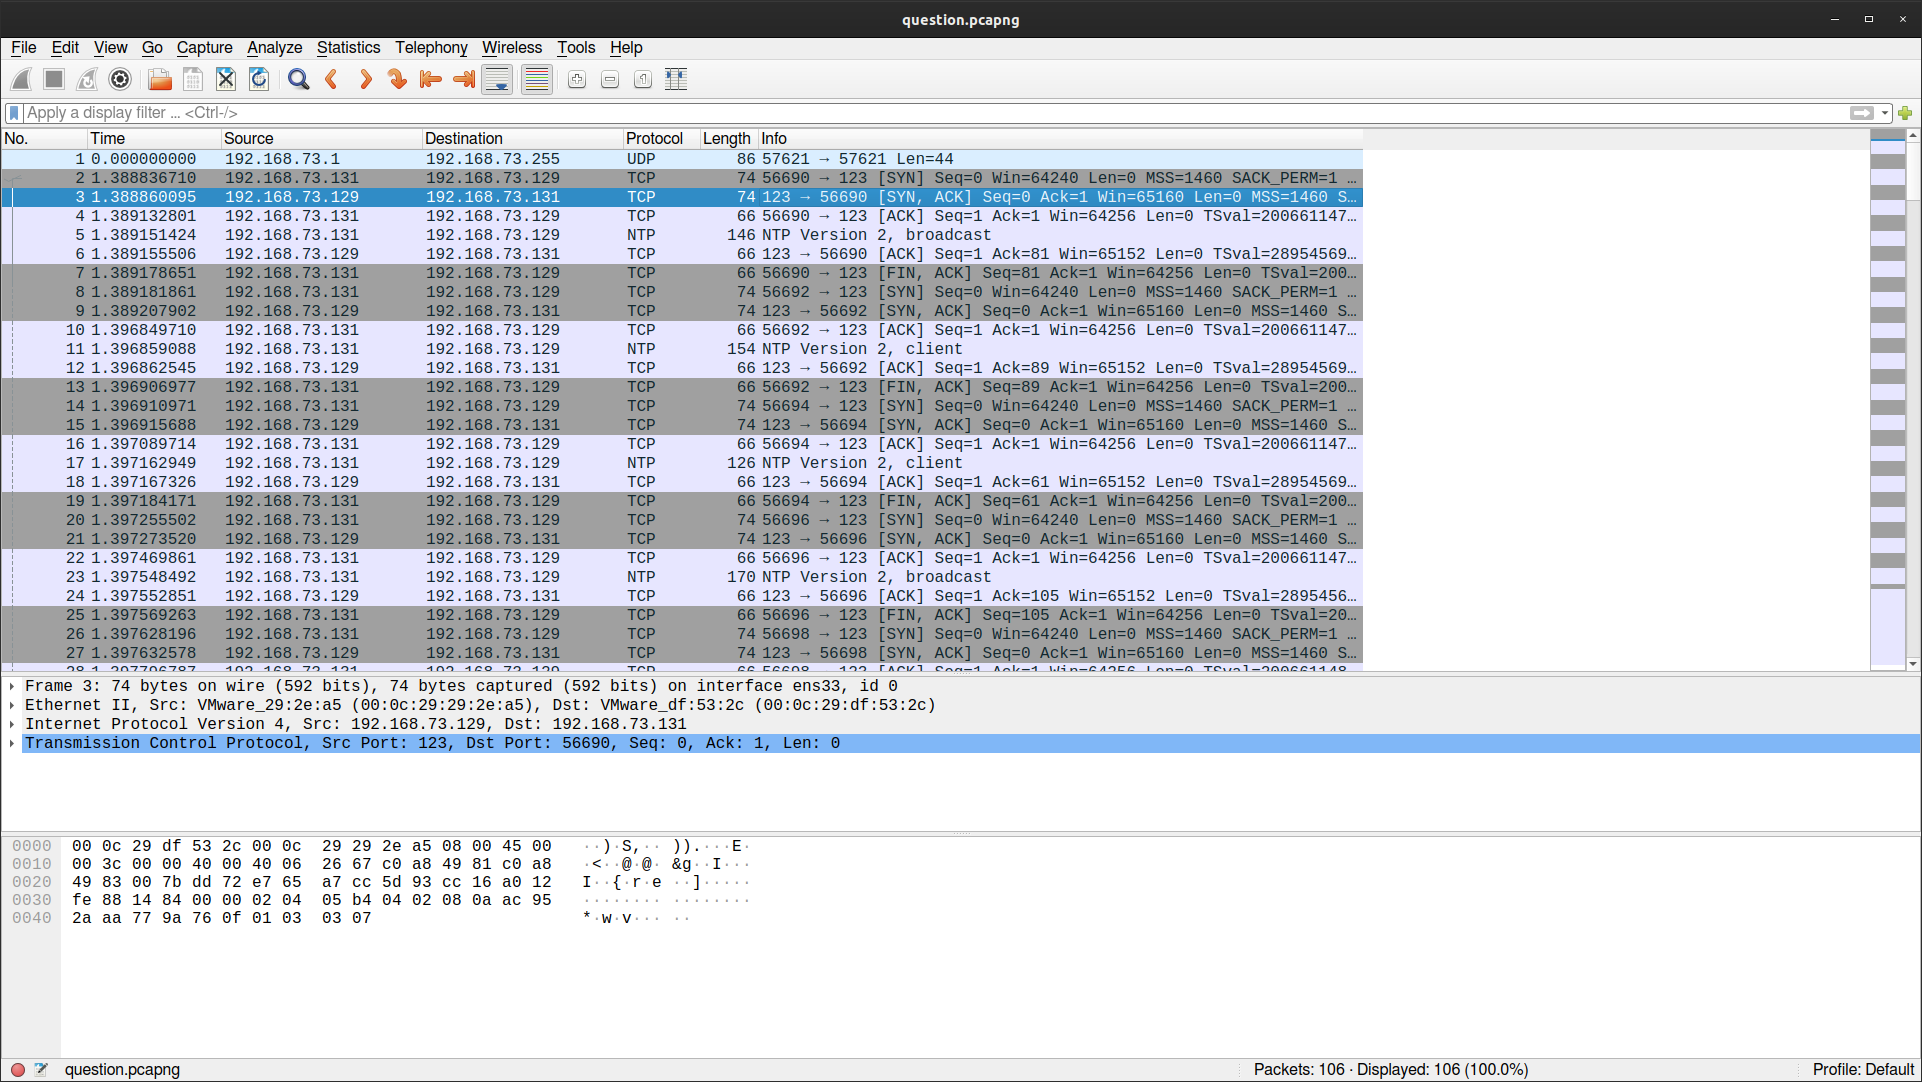 question.pcapng
File Edit View Go Capture Analyze Statistics Telephony Wireless Tools Help
Apply a display filter ... <Ctrl-/>
No. Time Source Destination Protocol Length Info
1 0.000000000 192.168.73.1 192.168.73.255 UDP 86 57621 → 57621 Len=44
2 1.388836710 192.168.73.131 192.168.73.129 TCP 74 56690 → 123 [SYN] Seq=0 Win=64240 Len=0 MSS=1460 SACK_PERM=1 …
3 1.388860095 192.168.73.129 192.168.73.131 TCP 74 123 → 56690 [SYN, ACK] Seq=0 Ack=1 Win=65160 Len=0 MSS=1460 S…
4 1.389132801 192.168.73.131 192.168.73.129 TCP 66 56690 → 123 [ACK] Seq=1 Ack=1 Win=64256 Len=0 TSval=200661147…
5 1.389151424 192.168.73.131 192.168.73.129 NTP 146 NTP Version 2, broadcast
6 1.389155506 192.168.73.129 192.168.73.131 TCP 66 123 → 56690 [ACK] Seq=1 Ack=81 Win=65152 Len=0 TSval=28954569…
7 1.389178651 192.168.73.131 192.168.73.129 TCP 66 56690 → 123 [FIN, ACK] Seq=81 Ack=1 Win=64256 Len=0 TSval=200…
8 1.389181861 192.168.73.131 192.168.73.129 TCP 74 56692 → 123 [SYN] Seq=0 Win=64240 Len=0 MSS=1460 SACK_PERM=1 …
9 1.389207902 192.168.73.129 192.168.73.131 TCP 74 123 → 56692 [SYN, ACK] Seq=0 Ack=1 Win=65160 Len=0 MSS=1460 S…
10 1.396849710 192.168.73.131 192.168.73.129 TCP 66 56692 → 123 [ACK] Seq=1 Ack=1 Win=64256 Len=0 TSval=200661147…
11 1.396859088 192.168.73.131 192.168.73.129 NTP 154 NTP Version 2, client
12 1.396862545 192.168.73.129 192.168.73.131 TCP 66 123 → 56692 [ACK] Seq=1 Ack=89 Win=65152 Len=0 TSval=28954569…
13 1.396906977 192.168.73.131 192.168.73.129 TCP 66 56692 → 123 [FIN, ACK] Seq=89 Ack=1 Win=64256 Len=0 TSval=200…
14 1.396910971 192.168.73.131 192.168.73.129 TCP 74 56694 → 123 [SYN] Seq=0 Win=64240 Len=0 MSS=1460 SACK_PERM=1 …
15 1.396915688 192.168.73.129 192.168.73.131 TCP 74 123 → 56694 [SYN, ACK] Seq=0 Ack=1 Win=65160 Len=0 MSS=1460 S…
16 1.397089714 192.168.73.131 192.168.73.129 TCP 66 56694 → 123 [ACK] Seq=1 Ack=1 Win=64256 Len=0 TSval=200661147…
17 1.397162949 192.168.73.131 192.168.73.129 NTP 126 NTP Version 2, client
18 1.397167326 192.168.73.129 192.168.73.131 TCP 66 123 → 56694 [ACK] Seq=1 Ack=61 Win=65152 Len=0 TSval=28954569…
19 1.397184171 192.168.73.131 192.168.73.129 TCP 66 56694 → 123 [FIN, ACK] Seq=61 Ack=1 Win=64256 Len=0 TSval=200…
20 1.397255502 192.168.73.131 192.168.73.129 TCP 74 56696 → 123 [SYN] Seq=0 Win=64240 Len=0 MSS=1460 SACK_PERM=1 …
21 1.397273520 192.168.73.129 192.168.73.131 TCP 74 123 → 56696 [SYN, ACK] Seq=0 Ack=1 Win=65160 Len=0 MSS=1460 S…
22 1.397469861 192.168.73.131 192.168.73.129 TCP 66 56696 → 123 [ACK] Seq=1 Ack=1 Win=64256 Len=0 TSval=200661147…
23 1.397548492 192.168.73.131 192.168.73.129 NTP 170 NTP Version 2, broadcast
24 1.397552851 192.168.73.129 192.168.73.131 TCP 66 123 → 56696 [ACK] Seq=1 Ack=105 Win=65152 Len=0 TSval=2895456…
25 1.397569263 192.168.73.131 192.168.73.129 TCP 66 56696 → 123 [FIN, ACK] Seq=105 Ack=1 Win=64256 Len=0 TSval=20…
26 1.397628196 192.168.73.131 192.168.73.129 TCP 74 56698 → 123 [SYN] Seq=0 Win=64240 Len=0 MSS=1460 SACK_PERM=1 …
27 1.397632578 192.168.73.129 192.168.73.131 TCP 74 123 → 56698 [SYN, ACK] Seq=0 Ack=1 Win=65160 Len=0 MSS=1460 S…
Frame 3: 74 bytes on wire (592 bits), 74 bytes captured (592 bits) on interface ens33, id 0
Ethernet II, Src: VMware_29:2e:a5 (00:0c:29:29:2e:a5), Dst: VMware_df:53:2c (00:0c:29:df:53:2c)
Internet Protocol Version 4, Src: 192.168.73.129, Dst: 192.168.73.131
Transmission Control Protocol, Src Port: 123, Dst Port: 56690, Seq: 0, Ack: 1, Len: 0
0000 00 0c 29 df 53 2c 00 0c 29 29 2e a5 08 00 45 00 ··)·S,·· )).···E·
0010 00 3c 00 00 40 00 40 06 26 67 c0 a8 49 81 c0 a8 ·<··@·@· &g··I···
0020 49 83 00 7b dd 72 e7 65 a7 cc 5d 93 cc 16 a0 12 I··{·r·e ··]·····
0030 fe 88 14 84 00 00 02 04 05 b4 04 02 08 0a ac 95 ········ ········
0040 2a aa 77 9a 76 0f 01 03 03 07 *·w·v··· ··
question.pcapng Packets: 106 · Displayed: 106 (100.0%) Profile: Default